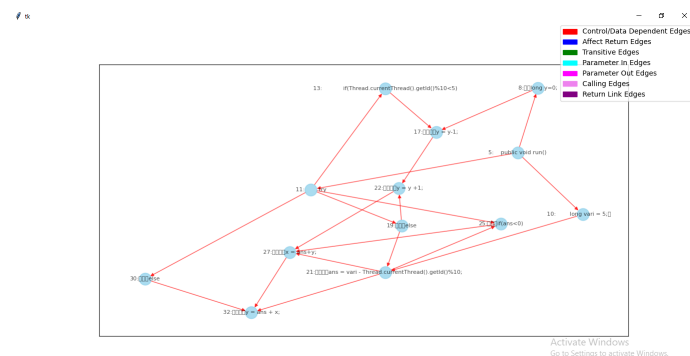 tk
Control/Data Dependent Edges
Affect Return Edges
Transitive Edges
Parameter In Edges
Parameter Out Edges
Calling Edges
Return Link Edges
13: if(Thread.currentThread().getId()%10<5)
8:▯▯long y=0;
17:▯▯▯▯y = y-1;
5: public void run()
11:
22:▯▯▯▯y = y +1;
10: long vari = 5;▯
19:▯▯▯else
25:▯▯▯if(ans<0)
27:▯▯▯▯x = ans+y;
21:▯▯▯▯ans = vari - Thread.currentThread().getId()%10;
30:▯▯▯else
32:▯▯▯▯y = ans + x;
Activate Windows
Go to Settings to activate Windows.